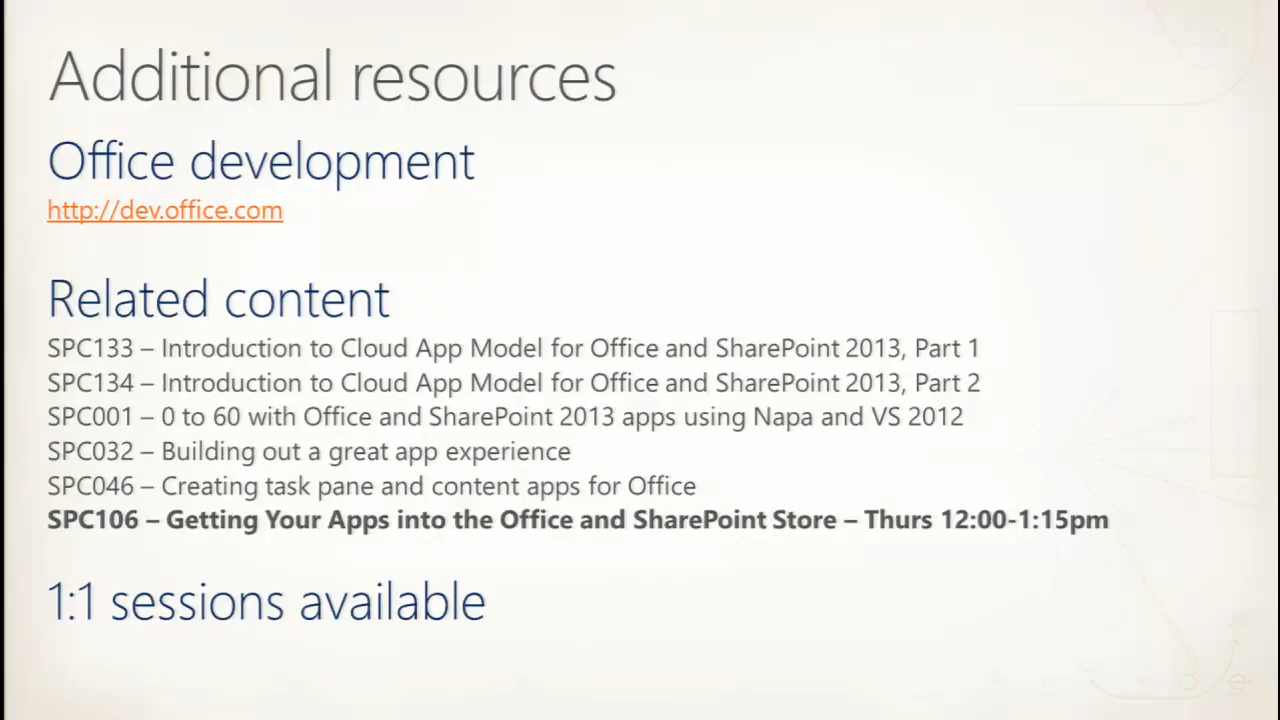 Additional resources
Office development
http://dev.office.com
Related content
SPC133 – Introduction to Cloud App Model for Office and SharePoint 2013, Part 1
SPC134 – Introduction to Cloud App Model for Office and SharePoint 2013, Part 2
SPC001 – 0 to 60 with Office and SharePoint 2013 apps using Napa and VS 2012
SPC032 – Building out a great app experience
SPC046 – Creating task pane and content apps for Office
SPC106 – Getting Your Apps into the Office and SharePoint Store – Thurs 12:00-1:15pm
1:1 sessions available